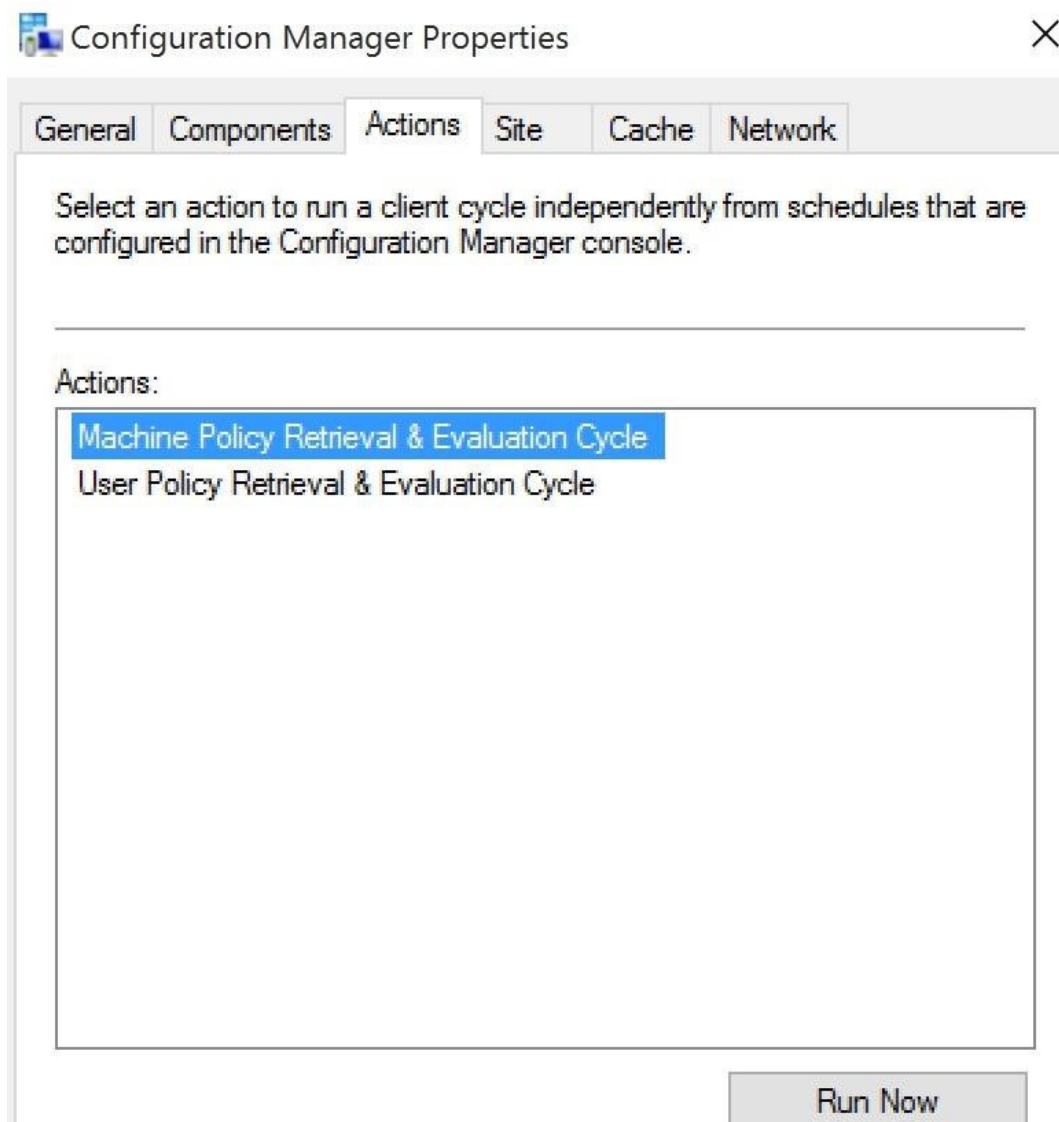 Configuration Manager Properties
General Components Actions Site Cache Network
Select an action to run a client cycle independently from schedules that are
configured in the Configuration Manager console.
Actions:
Machine Policy Retrieval & Evaluation Cycle
User Policy Retrieval & Evaluation Cycle
Run Now